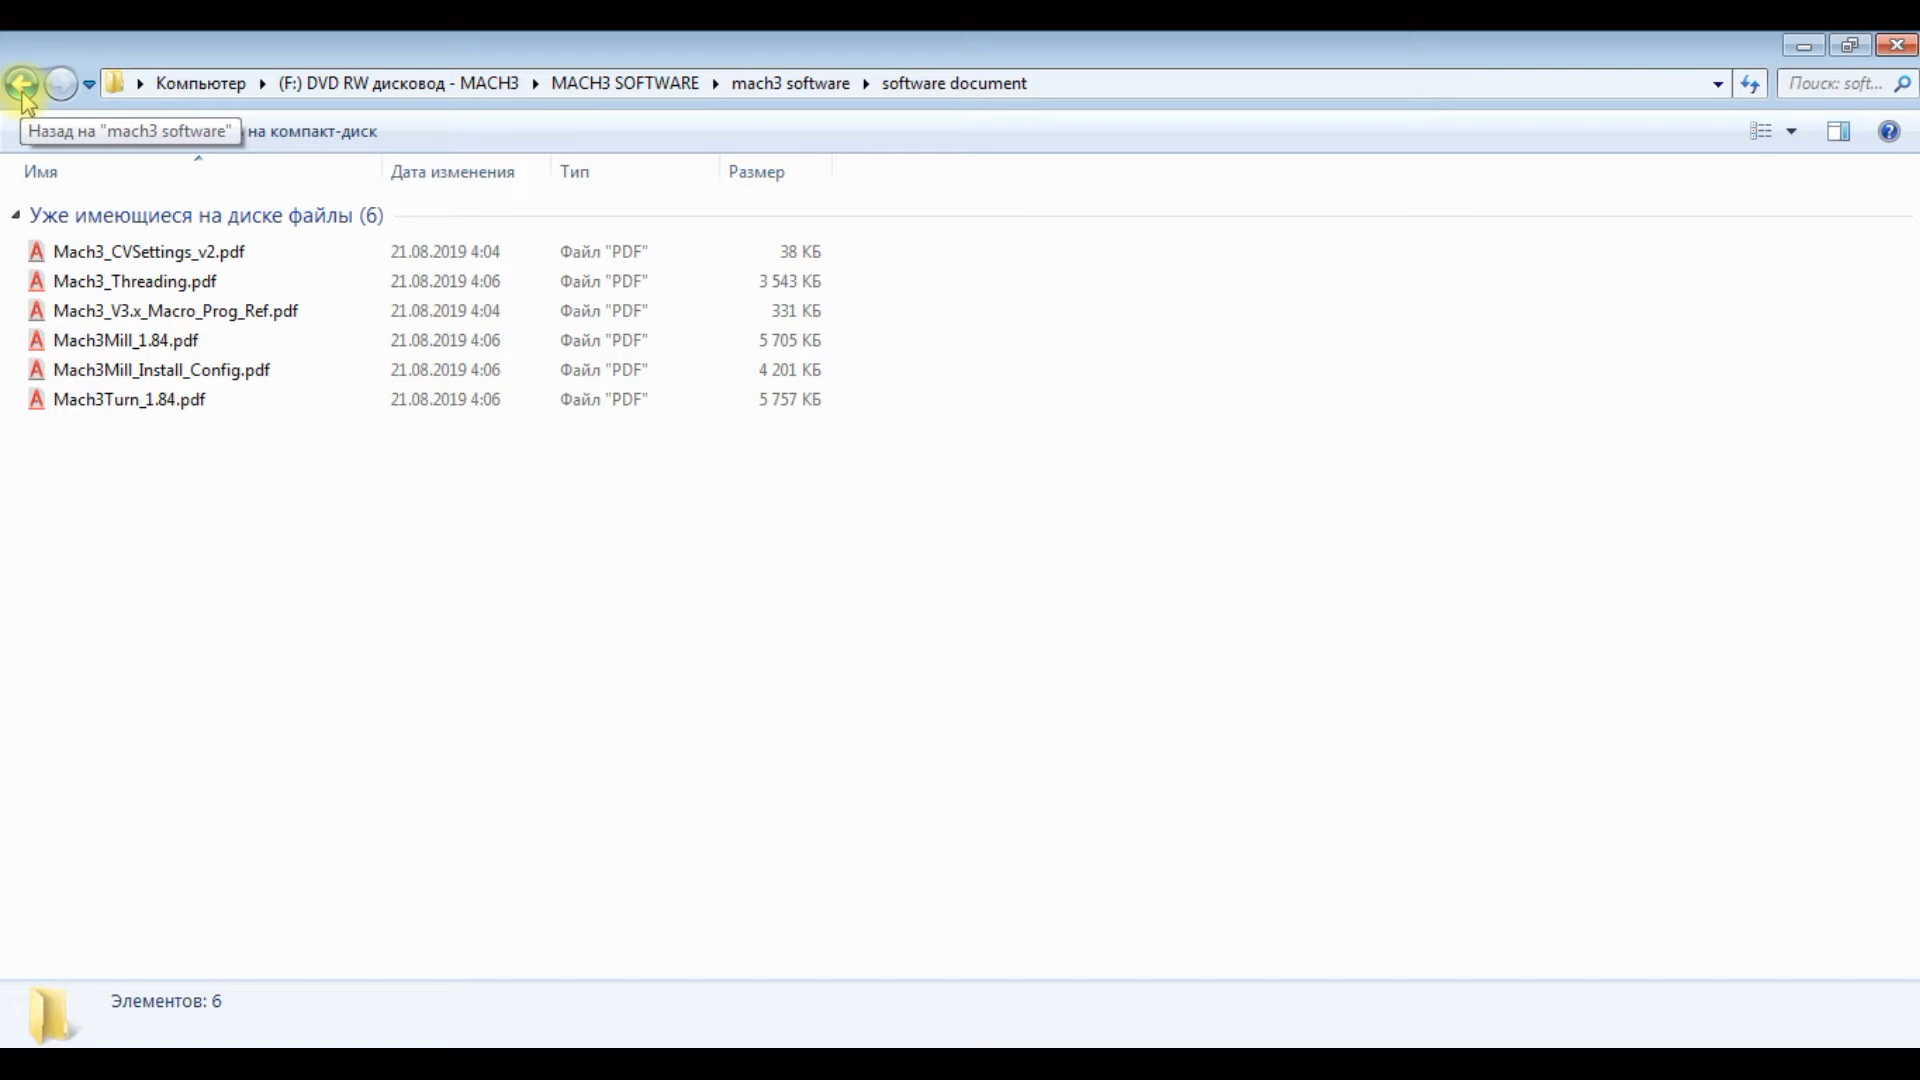 Компьютер ▸ (F:) DVD RW дисковод - MACH3 ▸ MACH3 SOFTWARE ▸ mach3 software ▸ software document
Поиск: soft...
Назад на "mach3 software"
на компакт-диск
Имя Дата изменения Тип Размер
Уже имеющиеся на диске файлы (6)
Mach3_CVSettings_v2.pdf 21.08.2019 4:04 Файл "PDF" 38 КБ
Mach3_Threading.pdf 21.08.2019 4:06 Файл "PDF" 3 543 КБ
Mach3_V3.x_Macro_Prog_Ref.pdf 21.08.2019 4:04 Файл "PDF" 331 КБ
Mach3Mill_1.84.pdf 21.08.2019 4:06 Файл "PDF" 5 705 КБ
Mach3Mill_Install_Config.pdf 21.08.2019 4:06 Файл "PDF" 4 201 КБ
Mach3Turn_1.84.pdf 21.08.2019 4:06 Файл "PDF" 5 757 КБ
Элементов: 6